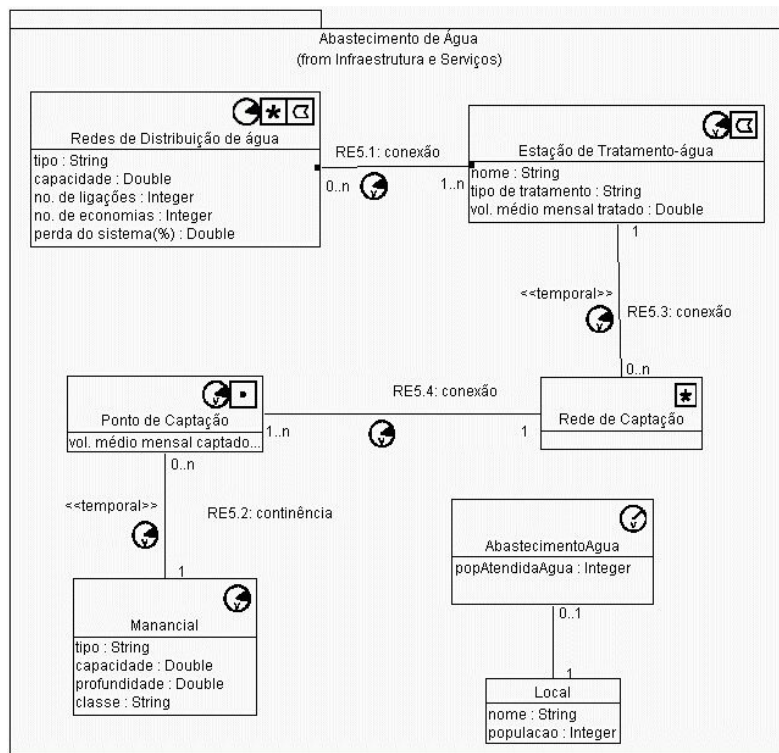 Abastecimento de Água
(from Infraestrutura e Serviços)
Redes de Distribuição de água
tipo : String
capacidade : Double
no. de ligações : Integer
no. de economias : Integer
perda do sistema(%) : Double
RE5.1: conexão
0..n
1..n
Estação de Tratamento-água
nome : String
tipo de tratamento : String
vol. médio mensal tratado : Double
1
<<temporal>>
RE5.3: conexão
0..n
Ponto de Captação
vol. médio mensal captado...
RE5.4: conexão
1..n
1
Rede de Captação
0..n
<<temporal>>
RE5.2: continência
1
Manancial
tipo : String
capacidade : Double
profundidade : Double
classe : String
AbastecimentoAgua
popAtendidaAgua : Integer
0..1
1
Local
nome : String
populacao : Integer